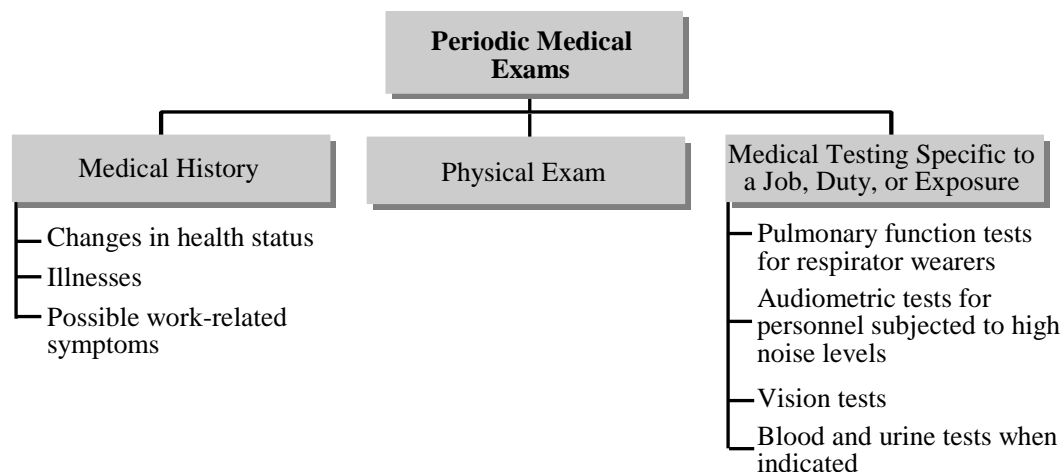 Periodic Medical
Exams
Medical History
Physical Exam
Medical Testing Specific to
a Job, Duty, or Exposure
Changes in health status
Illnesses
Possible work-related
symptoms
Pulmonary function tests
for respirator wearers
Audiometric tests for
personnel subjected to high
noise levels
Vision tests
Blood and urine tests when
indicated